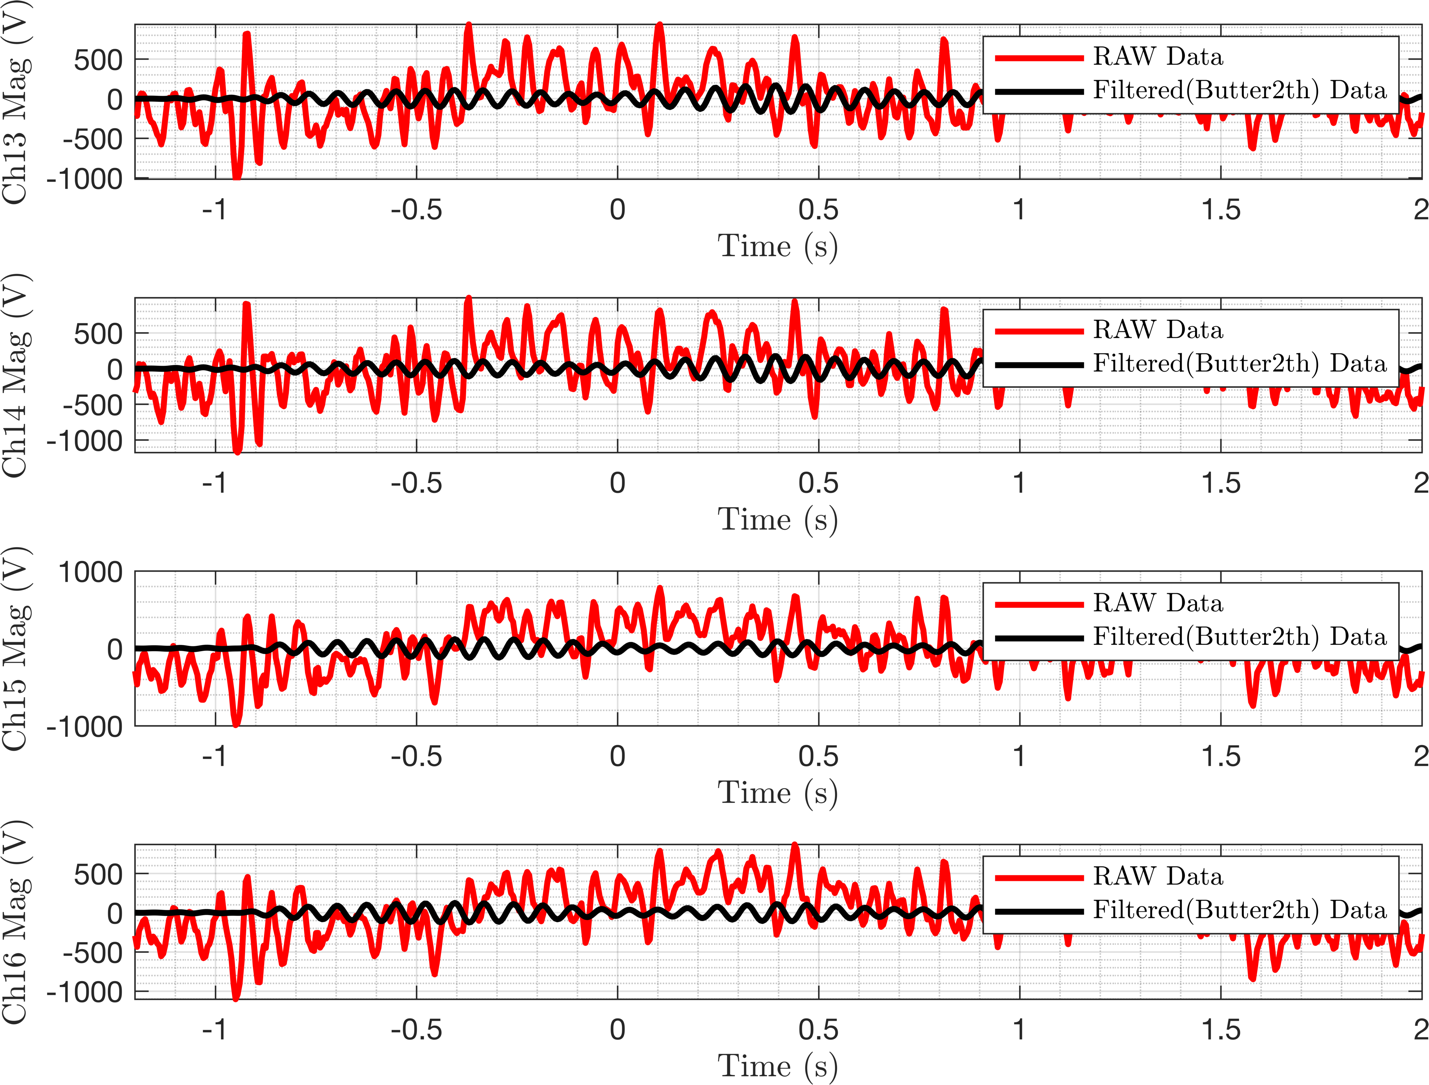 Ch13 Mag (V)
500
0
-500
-1000
RAW Data
Filtered(Butter2th) Data
-1 -0.5 0 0.5 1 1.5 2
Time (s)
Ch14 Mag (V)
500
0
-500
-1000
RAW Data
Filtered(Butter2th) Data
-1 -0.5 0 0.5 1 1.5 2
Time (s)
Ch15 Mag (V)
1000
0
-1000
RAW Data
Filtered(Butter2th) Data
-1 -0.5 0 0.5 1 1.5 2
Time (s)
Ch16 Mag (V)
500
0
-500
-1000
RAW Data
Filtered(Butter2th) Data
-1 -0.5 0 0.5 1 1.5 2
Time (s)